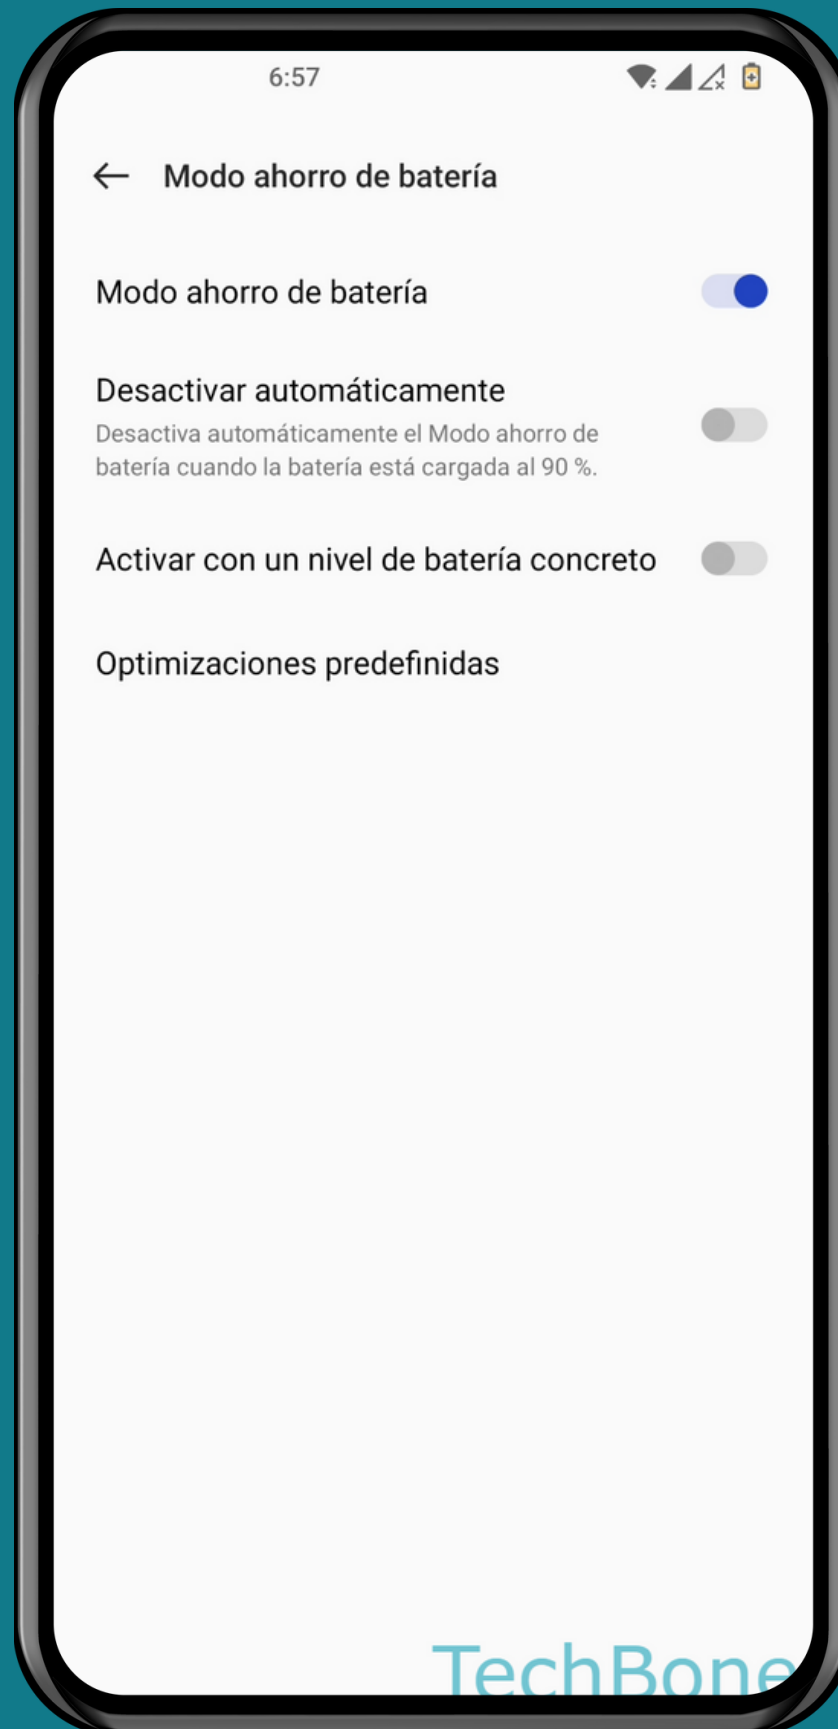 6:57
Modo ahorro de batería
Modo ahorro de batería
Desactivar automáticamente
Desactiva automáticamente el Modo ahorro de
batería cuando la batería está cargada al 90 %.
Activar con un nivel de batería concreto
Optimizaciones predefinidas
TechBone